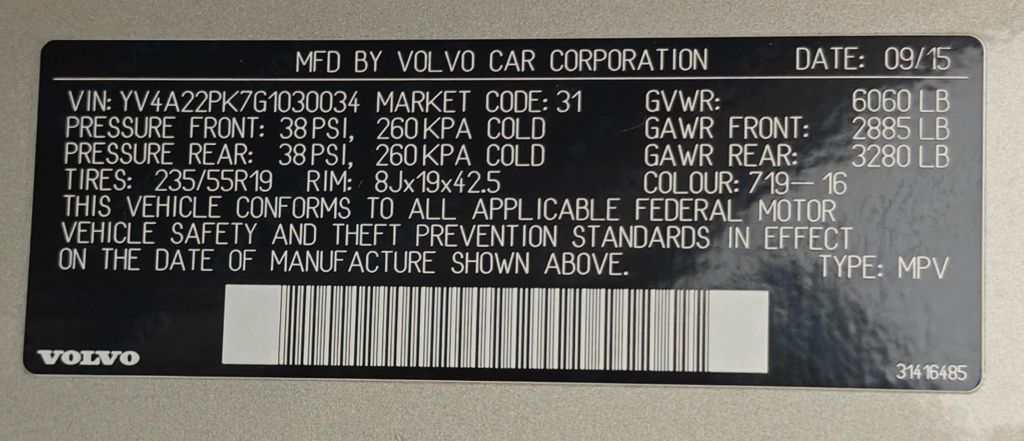 MFD BY VOLVO CAR CORPORATION DATE: 09/15
VIN: YV4A22PK7G1030034 MARKET CODE: 31 GVWR: 6060 LB
PRESSURE FRONT: 38 PSI, 260 KPA COLD GAWR FRONT: 2885 LB
PRESSURE REAR: 38 PSI, 260 KPA COLD GAWR REAR: 3280 LB
TIRES: 235/55R19 RIM: 8Jx19x42.5 COLOUR: 719-16
THIS VEHICLE CONFORMS TO ALL APPLICABLE FEDERAL MOTOR
VEHICLE SAFETY AND THEFT PREVENTION STANDARDS IN EFFECT
ON THE DATE OF MANUFACTURE SHOWN ABOVE. TYPE: MPV
VOLVO 31416485